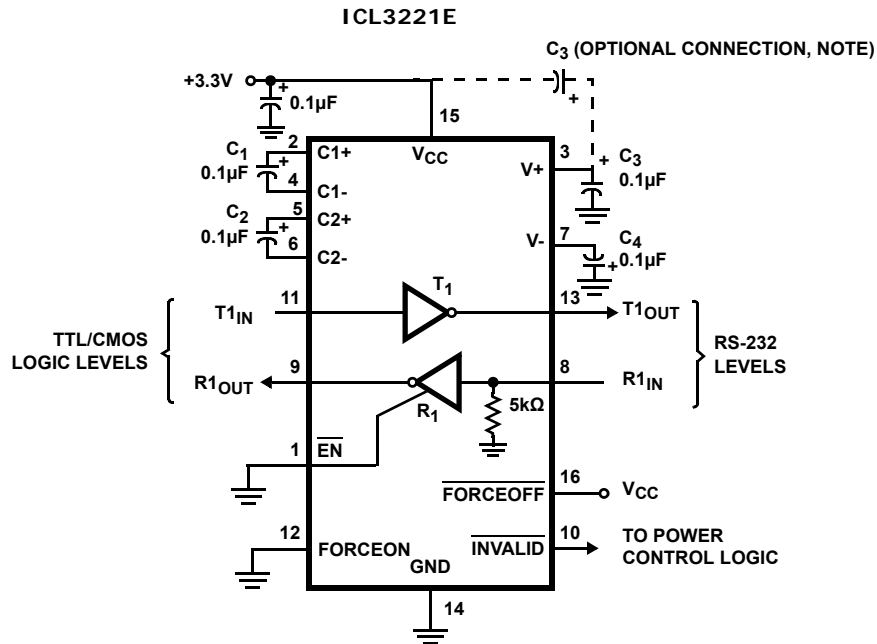 ICL3221E
C3 (OPTIONAL CONNECTION, NOTE)
+3.3V
+
0.1µF
+
15
VCC
C1
0.1µF
+
2
C1+
4
C1-
C2
0.1µF
+
5
C2+
6
C2-
3
V+
+
C3
0.1µF
7
V-
C4
+
0.1µF
T1
TTL/CMOS
LOGIC LEVELS
T1IN
11
13
T1OUT
RS-232
LEVELS
R1OUT
9
8
R1IN
R1
5kΩ
1
EN
16
FORCEOFF
VCC
12
FORCEON
10
INVALID
TO POWER
CONTROL LOGIC
GND
14